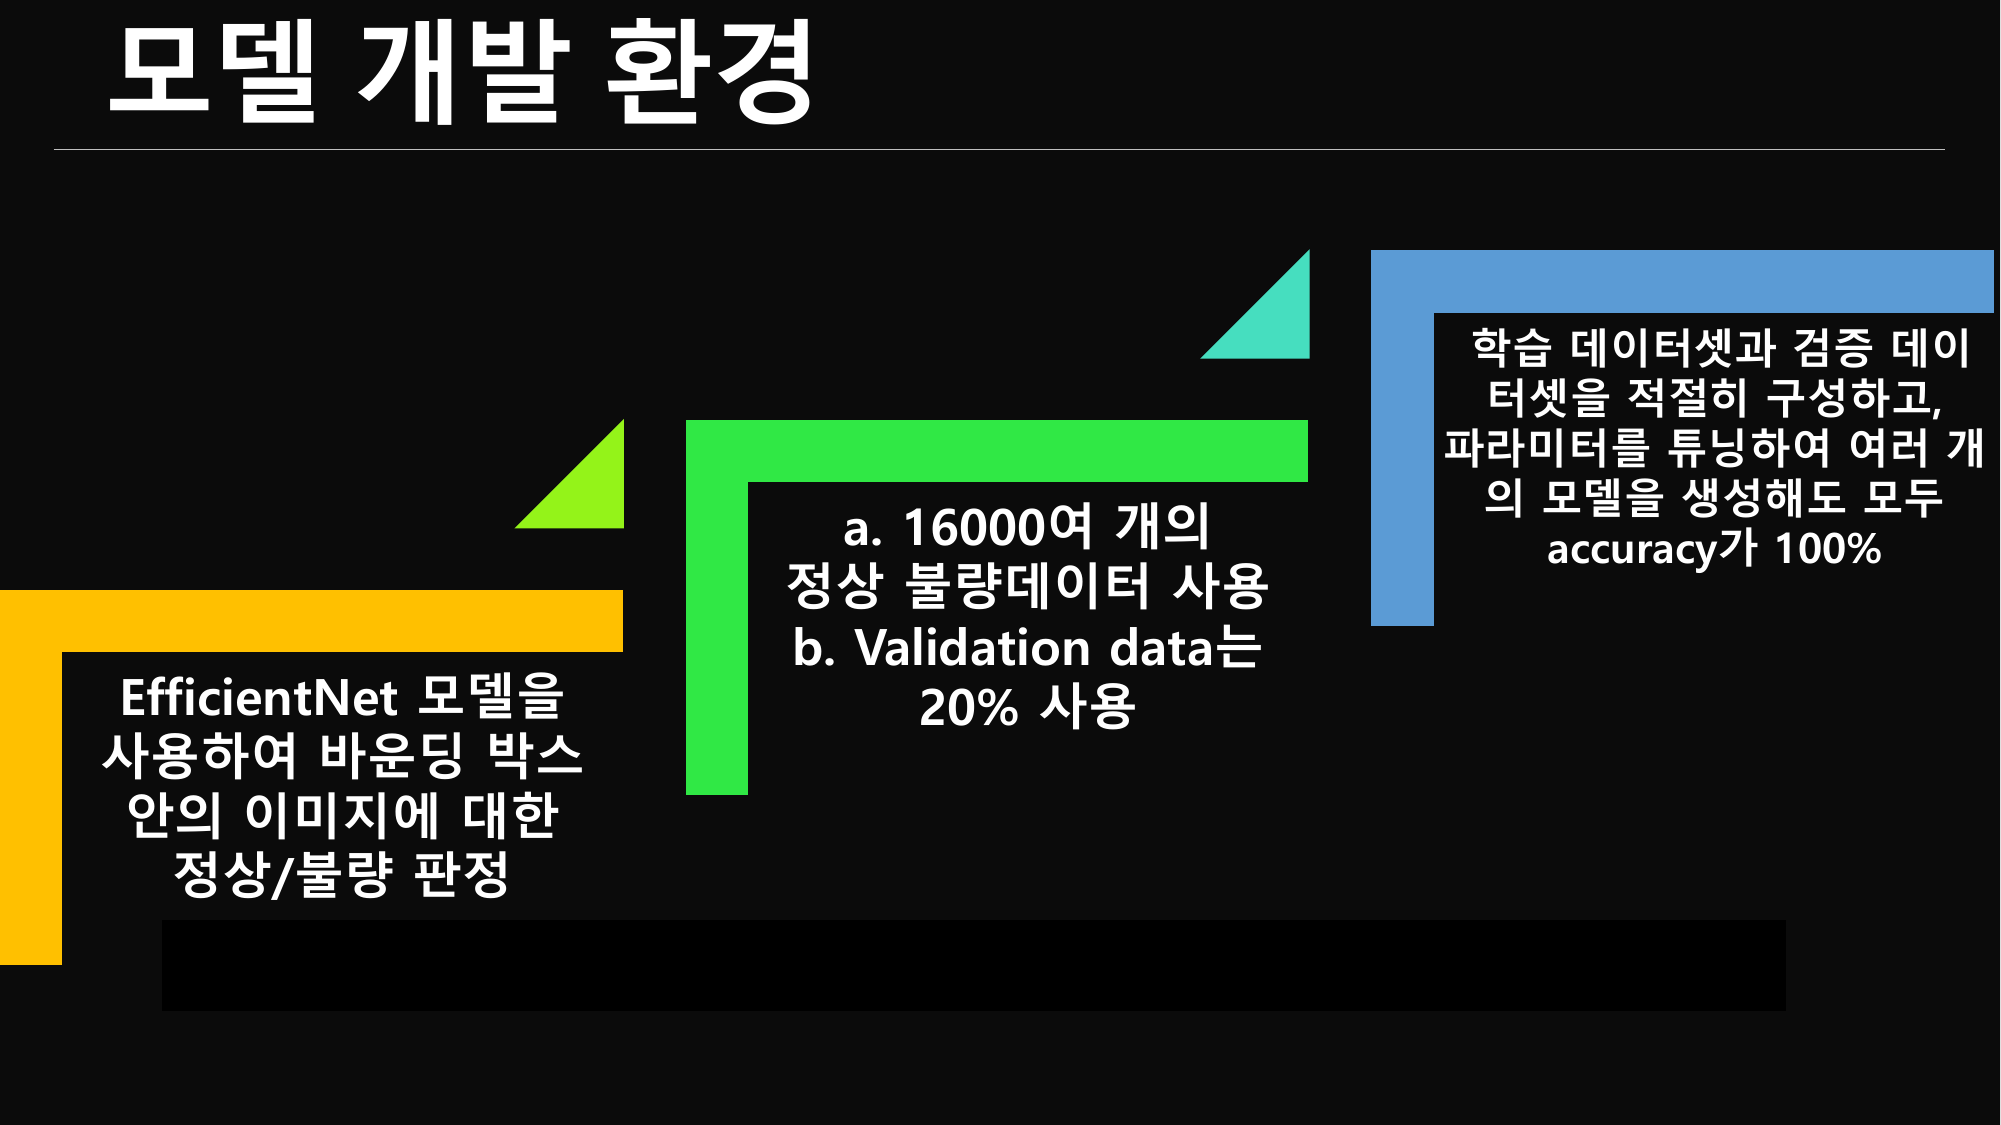 모델 개발 환경
EfficientNet 모델을
사용하여 바운딩 박스
안의 이미지에 대한
정상/불량 판정
a. 16000여 개의
정상 불량데이터 사용
b. Validation data는
20% 사용
학습 데이터셋과 검증 데이
터셋을 적절히 구성하고,
파라미터를 튜닝하여 여러 개
의 모델을 생성해도 모두
accuracy가 100%